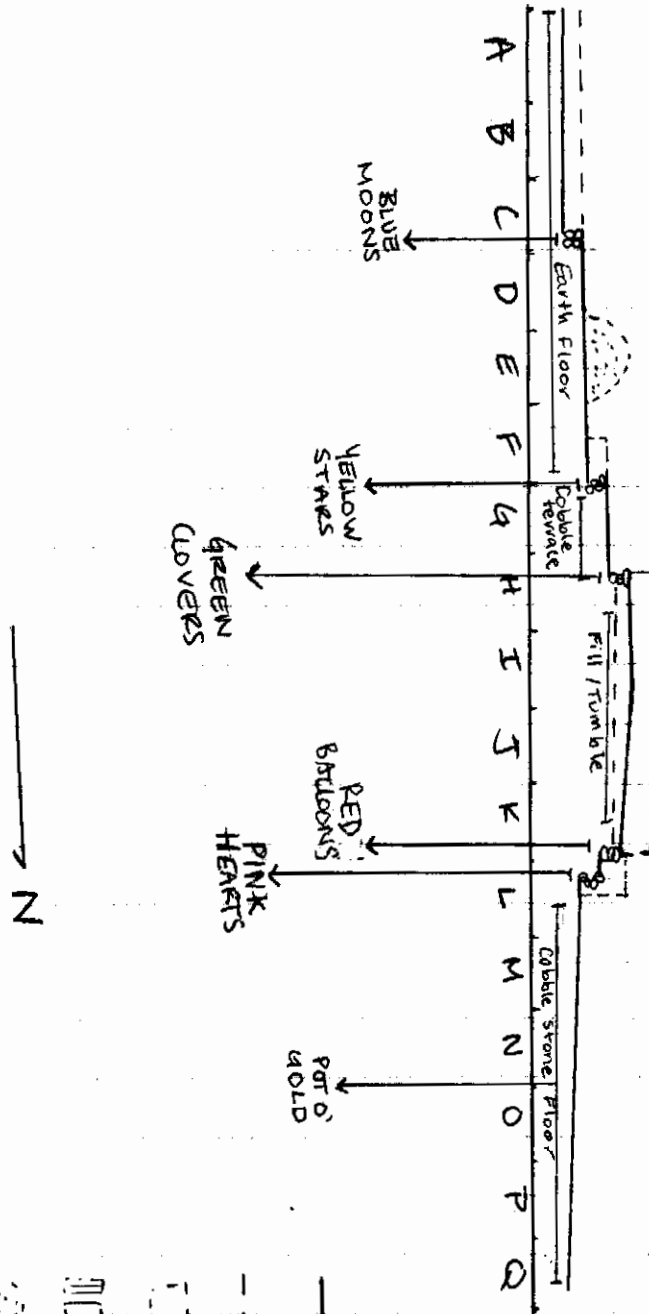 Fill / Tumble
Earth Floor
Cobble
terrace
Cobble stone Floor
A B C D E F G H I J K L M N O P Q
BLUE
MOONS
YELLOW
STARS
RED
BALLOONS
POT O'
GOLD
GREEN
CLOVERS
PINK
HEARTS
N